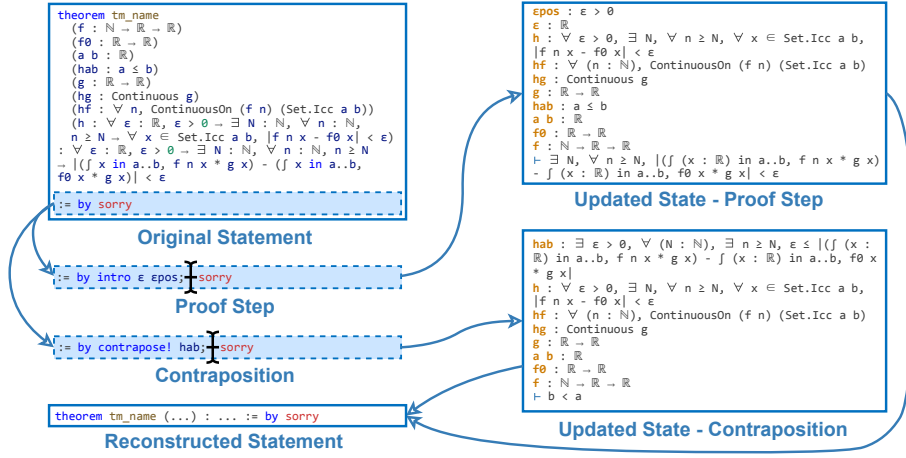 theorem tm_name
(f : ℕ → ℝ → ℝ)
(f0 : ℝ → ℝ)
(a b : ℝ)
(hab : a ≤ b)
(g : ℝ → ℝ)
(hg : Continuous g)
(hf : ∀ n, ContinuousOn (f n) (Set.Icc a b))
(h : ∀ ε : ℝ, ε > 0 → ∃ N : ℕ, ∀ n : ℕ,
n ≥ N → ∀ x ∈ Set.Icc a b, |f n x - f0 x| < ε)
: ∀ ε : ℝ, ε > 0 → ∃ N : ℕ, ∀ n : ℕ, n ≥ N
→ |(∫ x in a..b, f n x * g x) - (∫ x in a..b,
f0 x * g x)| < ε
:= by sorry
Original Statement
:= by intro ε εpos; sorry
Proof Step
:= by contrapose! hab; sorry
Contraposition
theorem tm_name (...) : ... := by sorry
Reconstructed Statement
εpos : ε > 0
ε : ℝ
h : ∀ ε > 0, ∃ N, ∀ n ≥ N, ∀ x ∈ Set.Icc a b,
|f n x - f0 x| < ε
hf : ∀ (n : ℕ), ContinuousOn (f n) (Set.Icc a b)
hg : Continuous g
g : ℝ → ℝ
hab : a ≤ b
a b : ℝ
f0 : ℝ → ℝ
f : ℕ → ℝ → ℝ
⊢ ∃ N, ∀ n ≥ N, |(∫ (x : ℝ) in a..b, f n x * g x)
- ∫ (x : ℝ) in a..b, f0 x * g x| < ε
Updated State - Proof Step
hab : ∃ ε > 0, ∀ (N : ℕ), ∃ n ≥ N, ε ≤ |(∫ (x :
ℝ) in a..b, f n x * g x) - ∫ (x : ℝ) in a..b, f0 x
* g x|
h : ∀ ε > 0, ∃ N, ∀ n ≥ N, ∀ x ∈ Set.Icc a b,
|f n x - f0 x| < ε
hf : ∀ (n : ℕ), ContinuousOn (f n) (Set.Icc a b)
hg : Continuous g
g : ℝ → ℝ
a b : ℝ
f0 : ℝ → ℝ
f : ℕ → ℝ → ℝ
⊢ b < a
Updated State - Contraposition